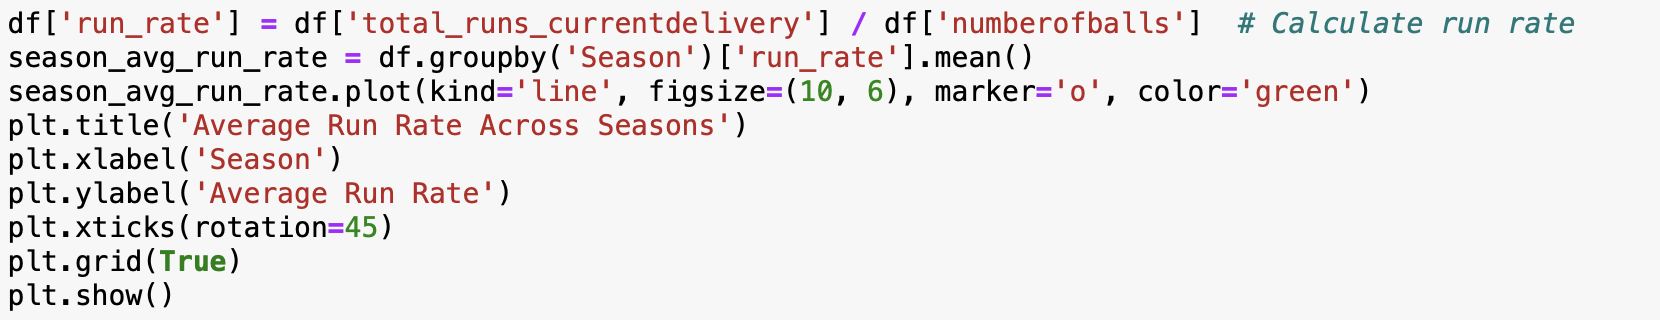 df['run_rate'] = df['total_runs_currentdelivery'] / df['numberofballs']  # Calculate run rate
season_avg_run_rate = df.groupby('Season')['run_rate'].mean()
season_avg_run_rate.plot(kind='line', figsize=(10, 6), marker='o', color='green')
plt.title('Average Run Rate Across Seasons')
plt.xlabel('Season')
plt.ylabel('Average Run Rate')
plt.xticks(rotation=45)
plt.grid(True)
plt.show()